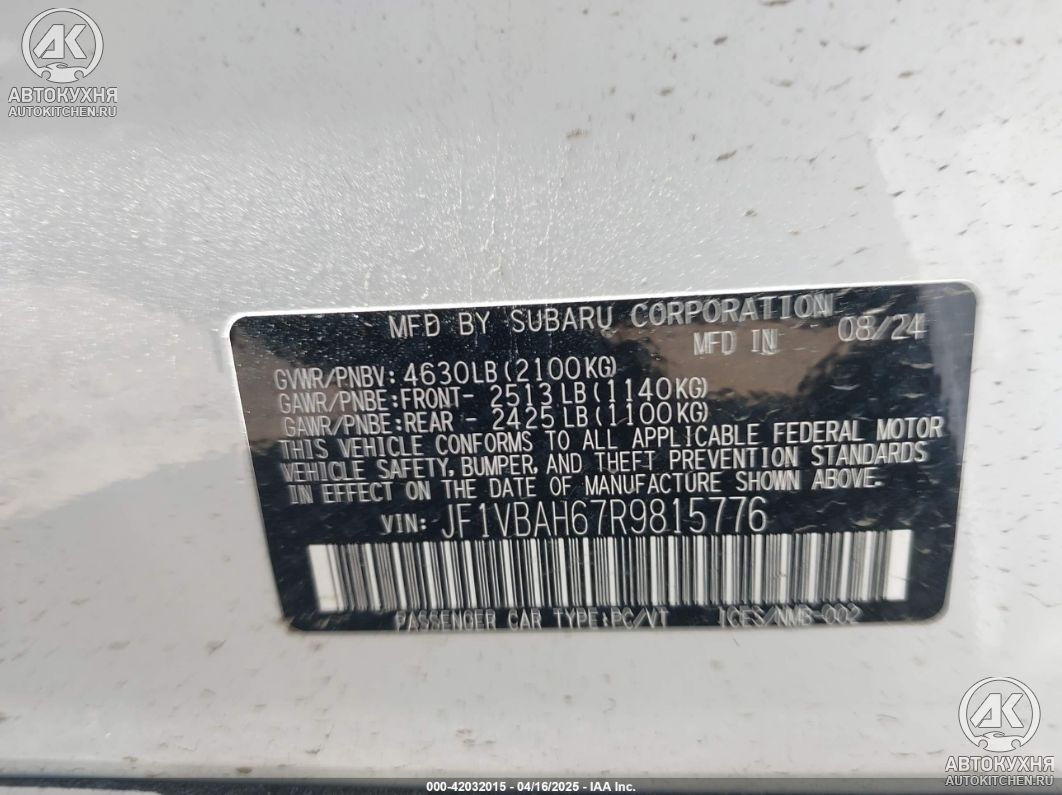 AK
АВТОКУХНЯ
AUTOKITCHEN.RU
MFD BY SUBARU CORPORATION
MFD IN 08/24
GVWR/PNBV: 4630LB(2100KG)
GAWR/PNBE:FRONT- 2513LB(1140KG)
GAWR/PNBE:REAR - 2425LB(1100KG)
THIS VEHICLE CONFORMS TO ALL APPLICABLE FEDERAL MOTOR
VEHICLE SAFETY, BUMPER, AND THEFT PREVENTION STANDARDS
IN EFFECT ON THE DATE OF MANUFACTURE SHOWN ABOVE.
VIN: JF1VBAH67R9815776
PASSENGER CAR TYPE:PC/VT ICES/NMB-002
AK
АВТОКУХНЯ
AUTOKITCHEN.RU
000-42032015 - 04/16/2025 - IAA Inc.